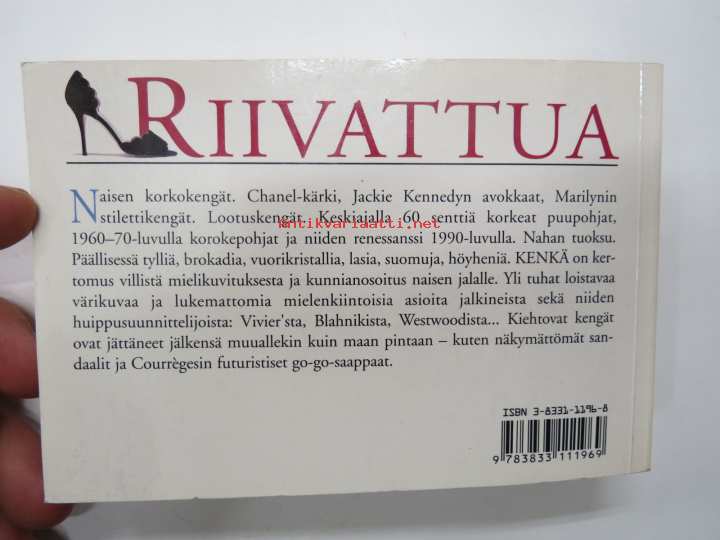 RIIVATTUA
Naisen korkokengät. Chanel-kärki, Jackie Kennedyn avokkaat, Marilynin
stilettikengät. Lootuskengät. Keskiajalla 60 senttiä korkeat puupohjat,
antikvariaatti.net
1960–70-luvulla korokepohjat ja niiden renessanssi 1990-luvulla. Nahan tuoksu.
Päällisessä tylliä, brokadia, vuorikristallia, lasia, suomuja, höyheniä. KENKÄ on ker-
tomus villistä mielikuvituksesta ja kunnianosoitus naisen jalalle. Yli tuhat loistavaa
värikuvaa ja lukemattomia mielenkiintoisia asioita jalkineista sekä niiden
huippusuunnittelijoista: Vivier'sta, Blahnikista, Westwoodista... Kiehtovat kengät
ovat jättäneet jälkensä muuallekin kuin maan pintaan – kuten näkymättömät san-
daalit ja Courrègesin futuristiset go-go-saappaat.
ISBN 3-8331-1196-8
9 783833 111969